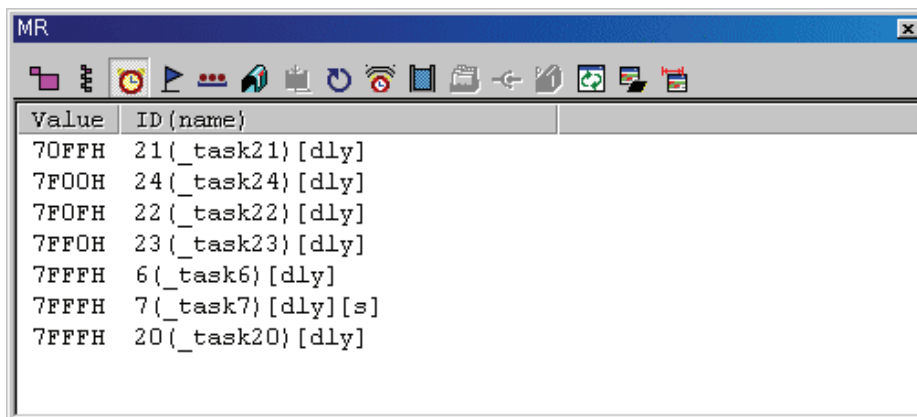 MR
Value ID(name)
70FFH 21(_task21)[dly]
7F00H 24(_task24)[dly]
7F0FH 22(_task22)[dly]
7FF0H 23(_task23)[dly]
7FFFH 6(_task6)[dly]
7FFFH 7(_task7)[dly][s]
7FFFH 20(_task20)[dly]